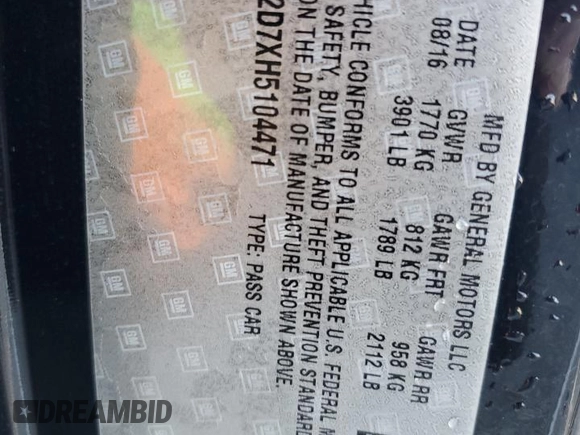 MFD BY GENERAL MOTORS LLC
DATE GVWR GAWR FRT GAWR RR
08/16 1770 KG 812 KG 958 KG
3901 LB 1789 LB 2112 LB
HICLE CONFORMS TO ALL APPLICABLE U.S. FEDERAL M
SAFETY, BUMPER, AND THEFT PREVENTION STANDARD
ON THE DATE OF MANUFACTURE SHOWN ABOVE.
2D7XH5104471 TYPE: PASS CAR
GM
DREAMBID